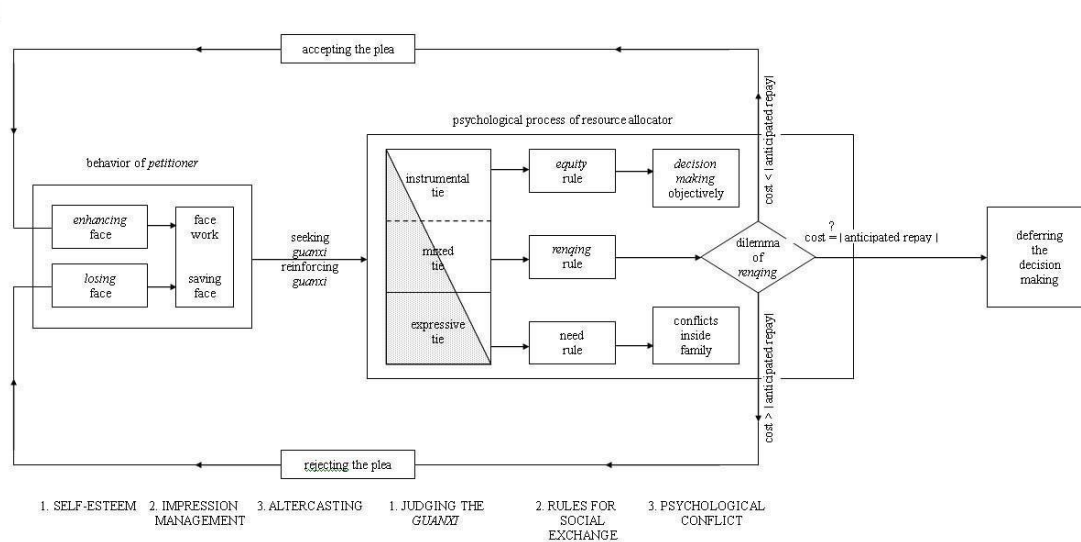 accepting the plea
psychological process of resource allocator
behavior of petitioner
enhancing
face
face
work
losing
face
saving
face
seeking
guanxi
reinforcing
guanxi
instrumental
tie
mixed
tie
expressive
tie
equity
rule
renqing
rule
need
rule
decision
making
objectively
conflicts
inside
family
dilemma
of
renqing
cost < | anticipated repay |
?
cost = | anticipated repay |
cost > | anticipated repay |
deferring
the
decision
making
rejecting the plea
1. SELF-ESTEEM
2. IMPRESSION
MANAGEMENT
3. ALTERCASTING
1. JUDGING THE
GUANXI
2. RULES FOR
SOCIAL
EXCHANGE
3. PSYCHOLOGICAL
CONFLICT